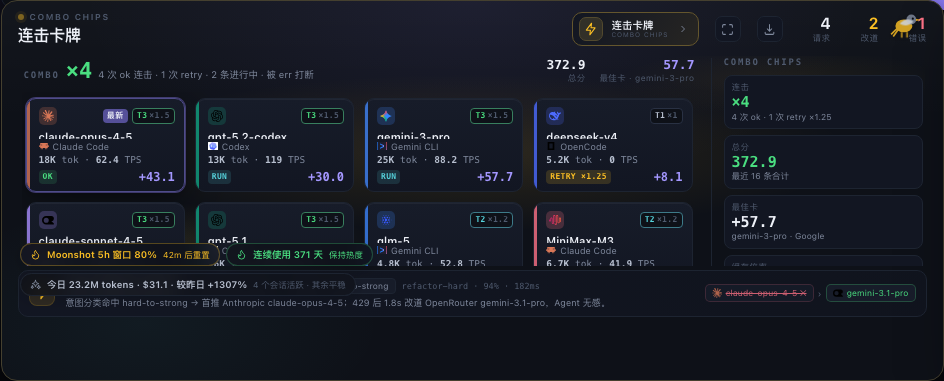 COMBO CHIPS
连击卡牌
连击卡牌
COMBO CHIPS
4
请求
2
改道
1
错误
COMBO ×4 4 次 ok 连击 · 1 次 retry · 2 条进行中 · 被 err 打断
372.9
总分
57.7
最佳卡 · gemini-3-pro
最新
T3 ×1.5
claude-opus-4-5
Claude Code
18K tok · 62.4 TPS
OK
+43.1
T3 ×1.5
gpt-5.2-codex
Codex
13K tok · 119 TPS
RUN
+30.0
T3 ×1.5
gemini-3-pro
Gemini CLI
25K tok · 88.2 TPS
RUN
+57.7
T1 ×1
deepseek-v4
OpenCode
5.2K tok · 0 TPS
RETRY ×1.25
+8.1
T3 ×1.5
claude-sonnet-4-5
T3 ×1.5
gpt-5.1
T2 ×1.2
glm-5
Gemini CLI
4.8K tok · 52.8 TPS
T2 ×1.2
MiniMax-M3
Claude Code
6.7K tok · 41.9 TPS
COMBO CHIPS
连击
×4
4 次 ok · 1 次 retry ×1.25
总分
372.9
最近 16 条合计
最佳卡
+57.7
gemini-3-pro · Google
Moonshot 5h 窗口 80% 42m 后重置
连续使用 371 天 保持热度
今日 23.2M tokens · $31.1 · 较昨日 +1307% 4 个会话活跃 · 其余平稳
o-strong
refactor-hard · 94% · 182ms
意图分类命中 hard-to-strong → 首推 Anthropic claude-opus-4-5；429 后 1.8s 改道 OpenRouter gemini-3.1-pro，Agent 无感。
claude-opus-4-5 ✕
›
gemini-3.1-pro